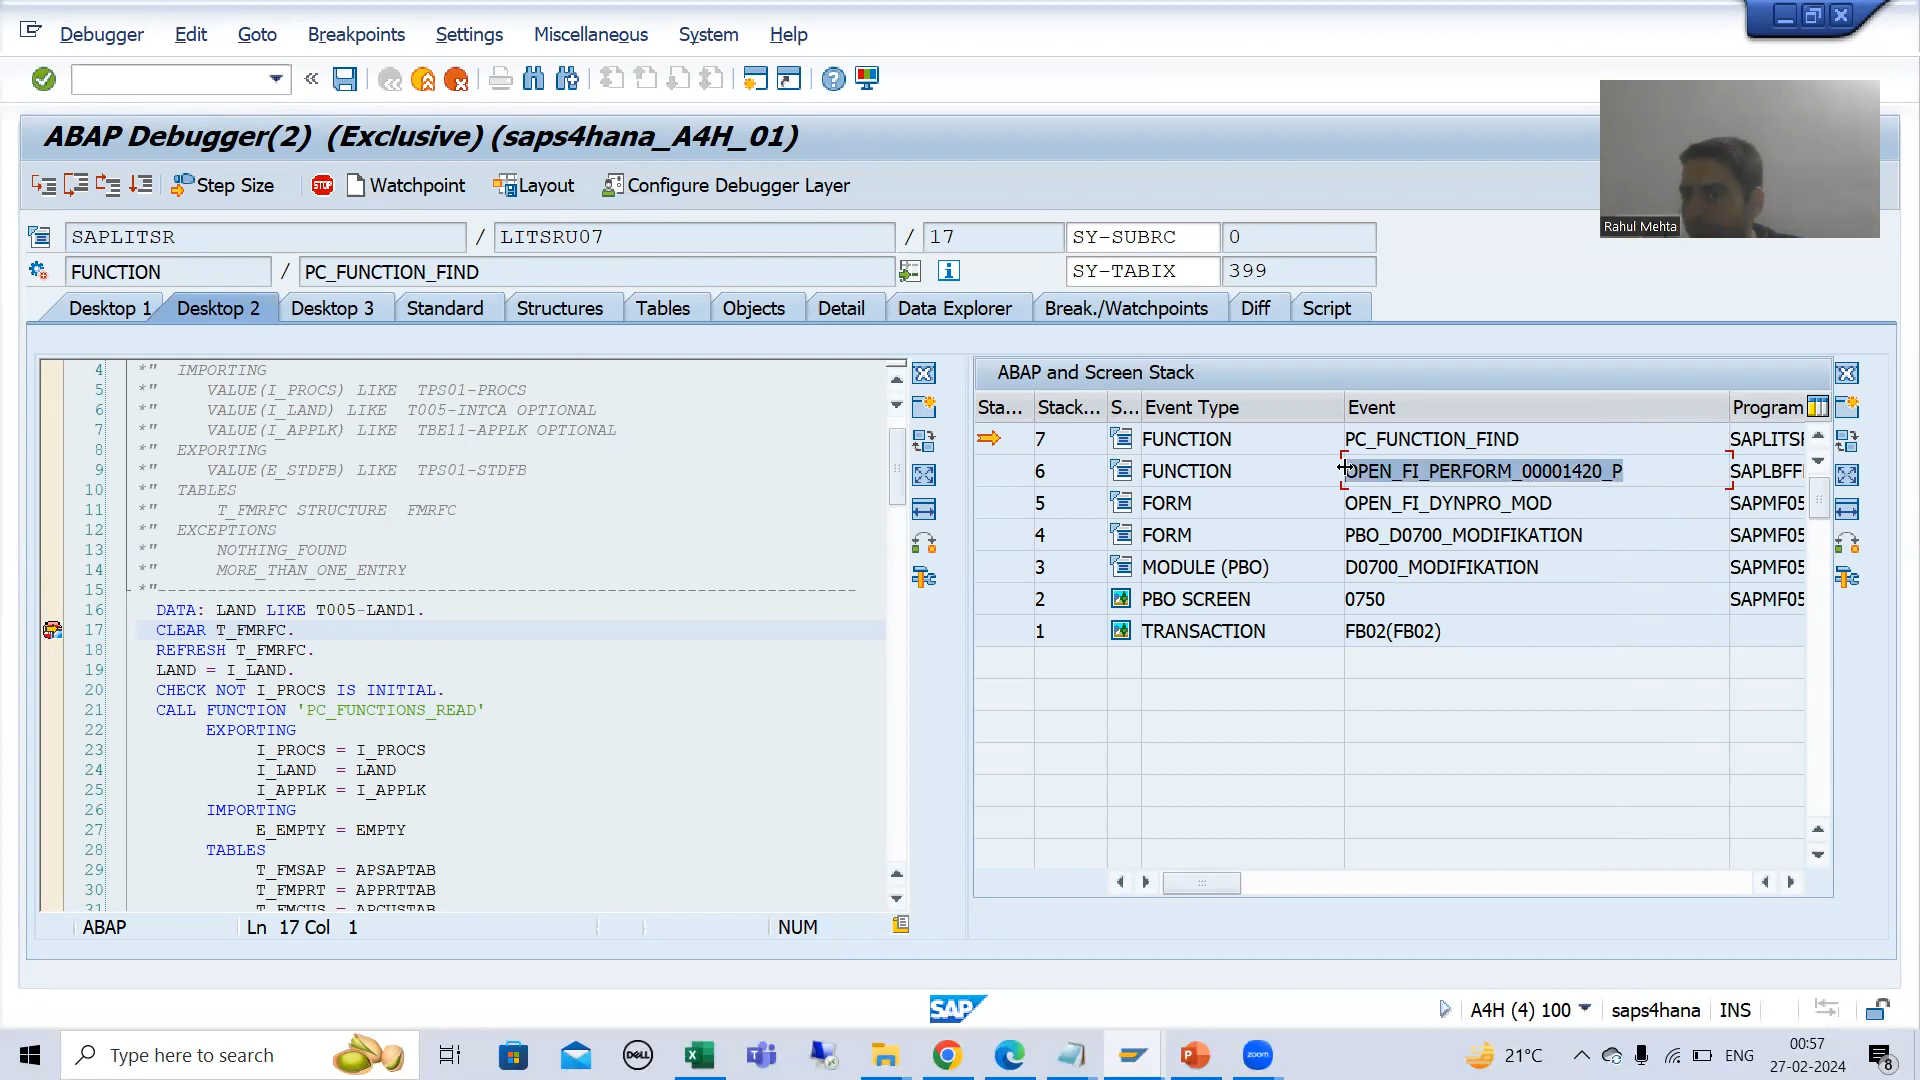 Debugger Edit Goto Breakpoints Settings Miscellaneous System Help
ABAP Debugger(2) (Exclusive) (saps4hana_A4H_01)
Step Size STOP Watchpoint Layout Configure Debugger Layer
Rahul Mehta
SAPLITSR / LITSRU07 / 17 SY-SUBRC 0
FUNCTION / PC_FUNCTION_FIND SY-TABIX 399
Desktop 1 Desktop 2 Desktop 3 Standard Structures Tables Objects Detail Data Explorer Break./Watchpoints Diff Script
4 *" IMPORTING
5 *" VALUE(I_PROCS) LIKE TPS01-PROCS
6 *" VALUE(I_LAND) LIKE T005-INTCA OPTIONAL
7 *" VALUE(I_APPLK) LIKE TBE11-APPLK OPTIONAL
8 *" EXPORTING
9 *" VALUE(E_STDFB) LIKE TPS01-STDFB
10 *" TABLES
11 *" T_FMRFC STRUCTURE FMRFC
12 *" EXCEPTIONS
13 *" NOTHING_FOUND
14 *" MORE_THAN_ONE_ENTRY
15 *"----------------------------------------------------------------------
16 DATA: LAND LIKE T005-LAND1.
17 CLEAR T_FMRFC.
18 REFRESH T_FMRFC.
19 LAND = I_LAND.
20 CHECK NOT I_PROCS IS INITIAL.
21 CALL FUNCTION 'PC_FUNCTIONS_READ'
22 EXPORTING
23 I_PROCS = I_PROCS
24 I_LAND = LAND
25 I_APPLK = I_APPLK
26 IMPORTING
27 E_EMPTY = EMPTY
28 TABLES
29 T_FMSAP = APSAPTAB
30 T_FMPRT = APPRTTAB
31 T_FMCUS = APCUSTAB
ABAP Ln 17 Col 1 NUM
ABAP and Screen Stack
Sta... Stack... S... Event Type Event Program
7 FUNCTION PC_FUNCTION_FIND SAPLITSR
6 FUNCTION OPEN_FI_PERFORM_00001420_P SAPLBFF
5 FORM OPEN_FI_DYNPRO_MOD SAPMF05
4 FORM PBO_D0700_MODIFIKATION SAPMF05
3 MODULE (PBO) D0700_MODIFIKATION SAPMF05
2 PBO SCREEN 0750 SAPMF05
1 TRANSACTION FB02(FB02)
SAP A4H (4) 100 saps4hana INS
Type here to search DELL zoom 21°C ENG 00:57
27-02-2024 8